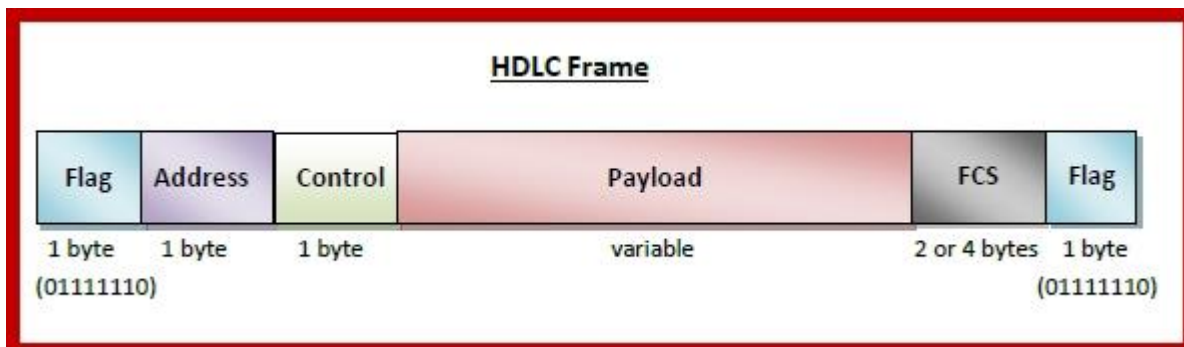 HDLC Frame
Flag Address Control Payload FCS Flag
1 byte 1 byte 1 byte variable 2 or 4 bytes 1 byte
(01111110) (01111110)